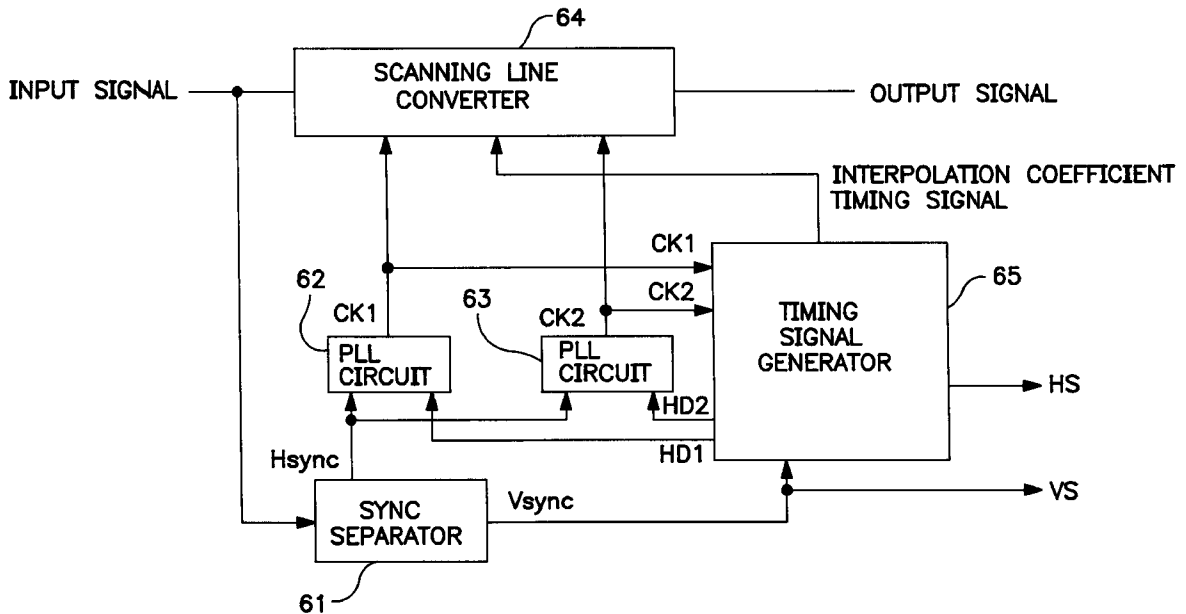 64
SCANNING LINE
CONVERTER
INPUT SIGNAL
OUTPUT SIGNAL
INTERPOLATION COEFFICIENT
TIMING SIGNAL
CK1
65
62
CK1
63
CK2
CK2
TIMING
SIGNAL
GENERATOR
PLL
CIRCUIT
PLL
CIRCUIT
HS
HD2
HD1
Hsync
Vsync
VS
SYNC
SEPARATOR
61